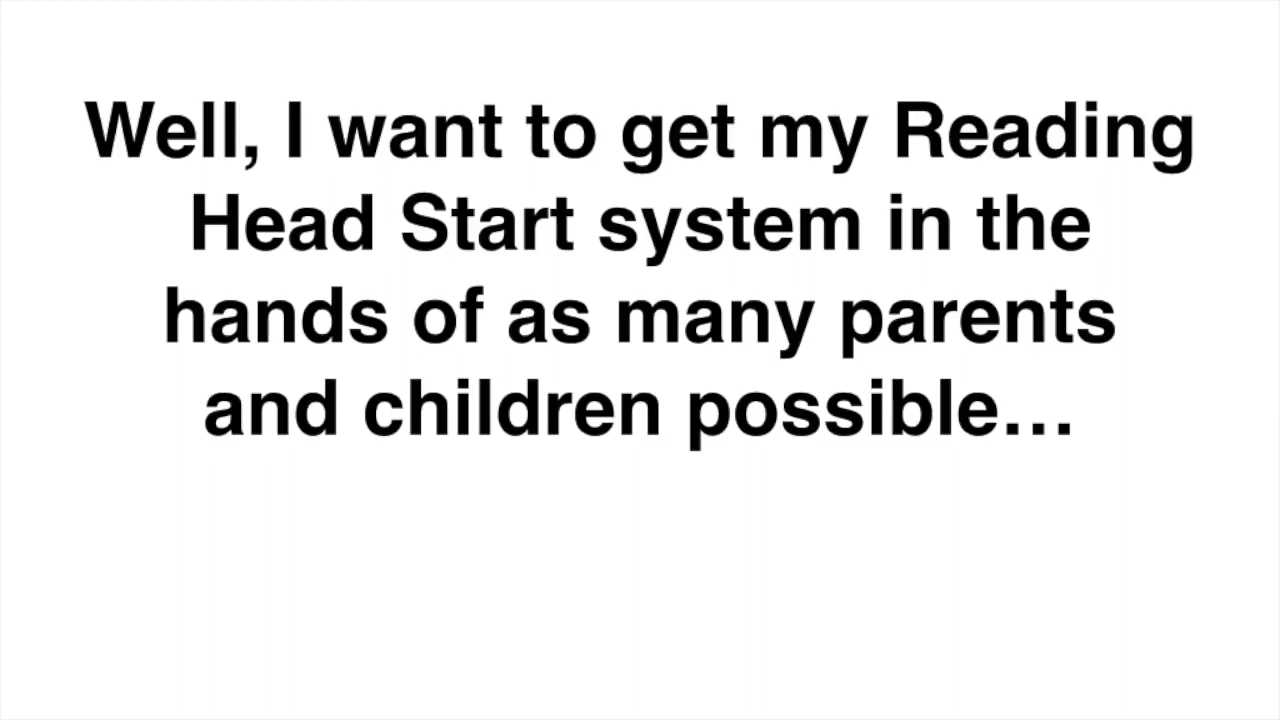 Well, I want to get my Reading
Head Start system in the
hands of as many parents
and children possible…